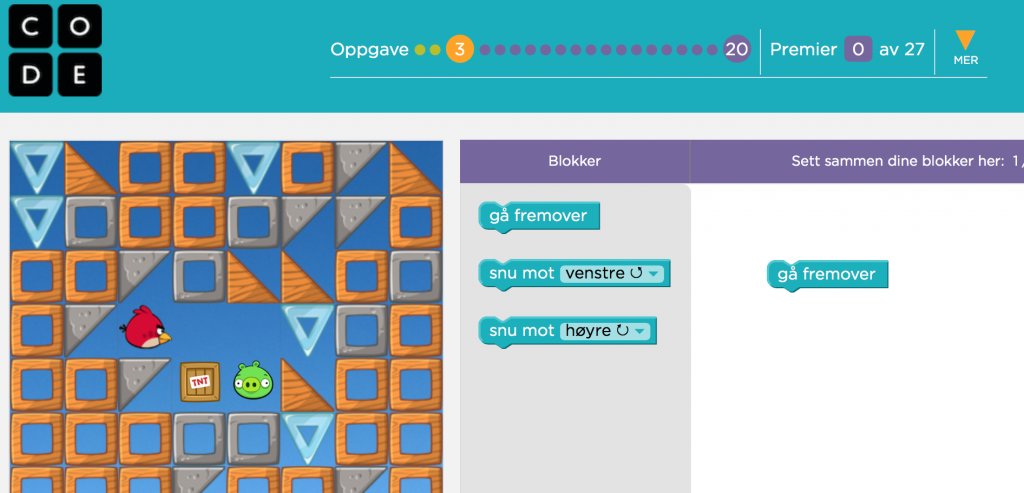 C O
D E
Oppgave 3 20 Premier 0 av 27
MER
Blokker
Sett sammen dine blokker her: 1
gå fremover
snu mot venstre
snu mot høyre
gå fremover
TNT